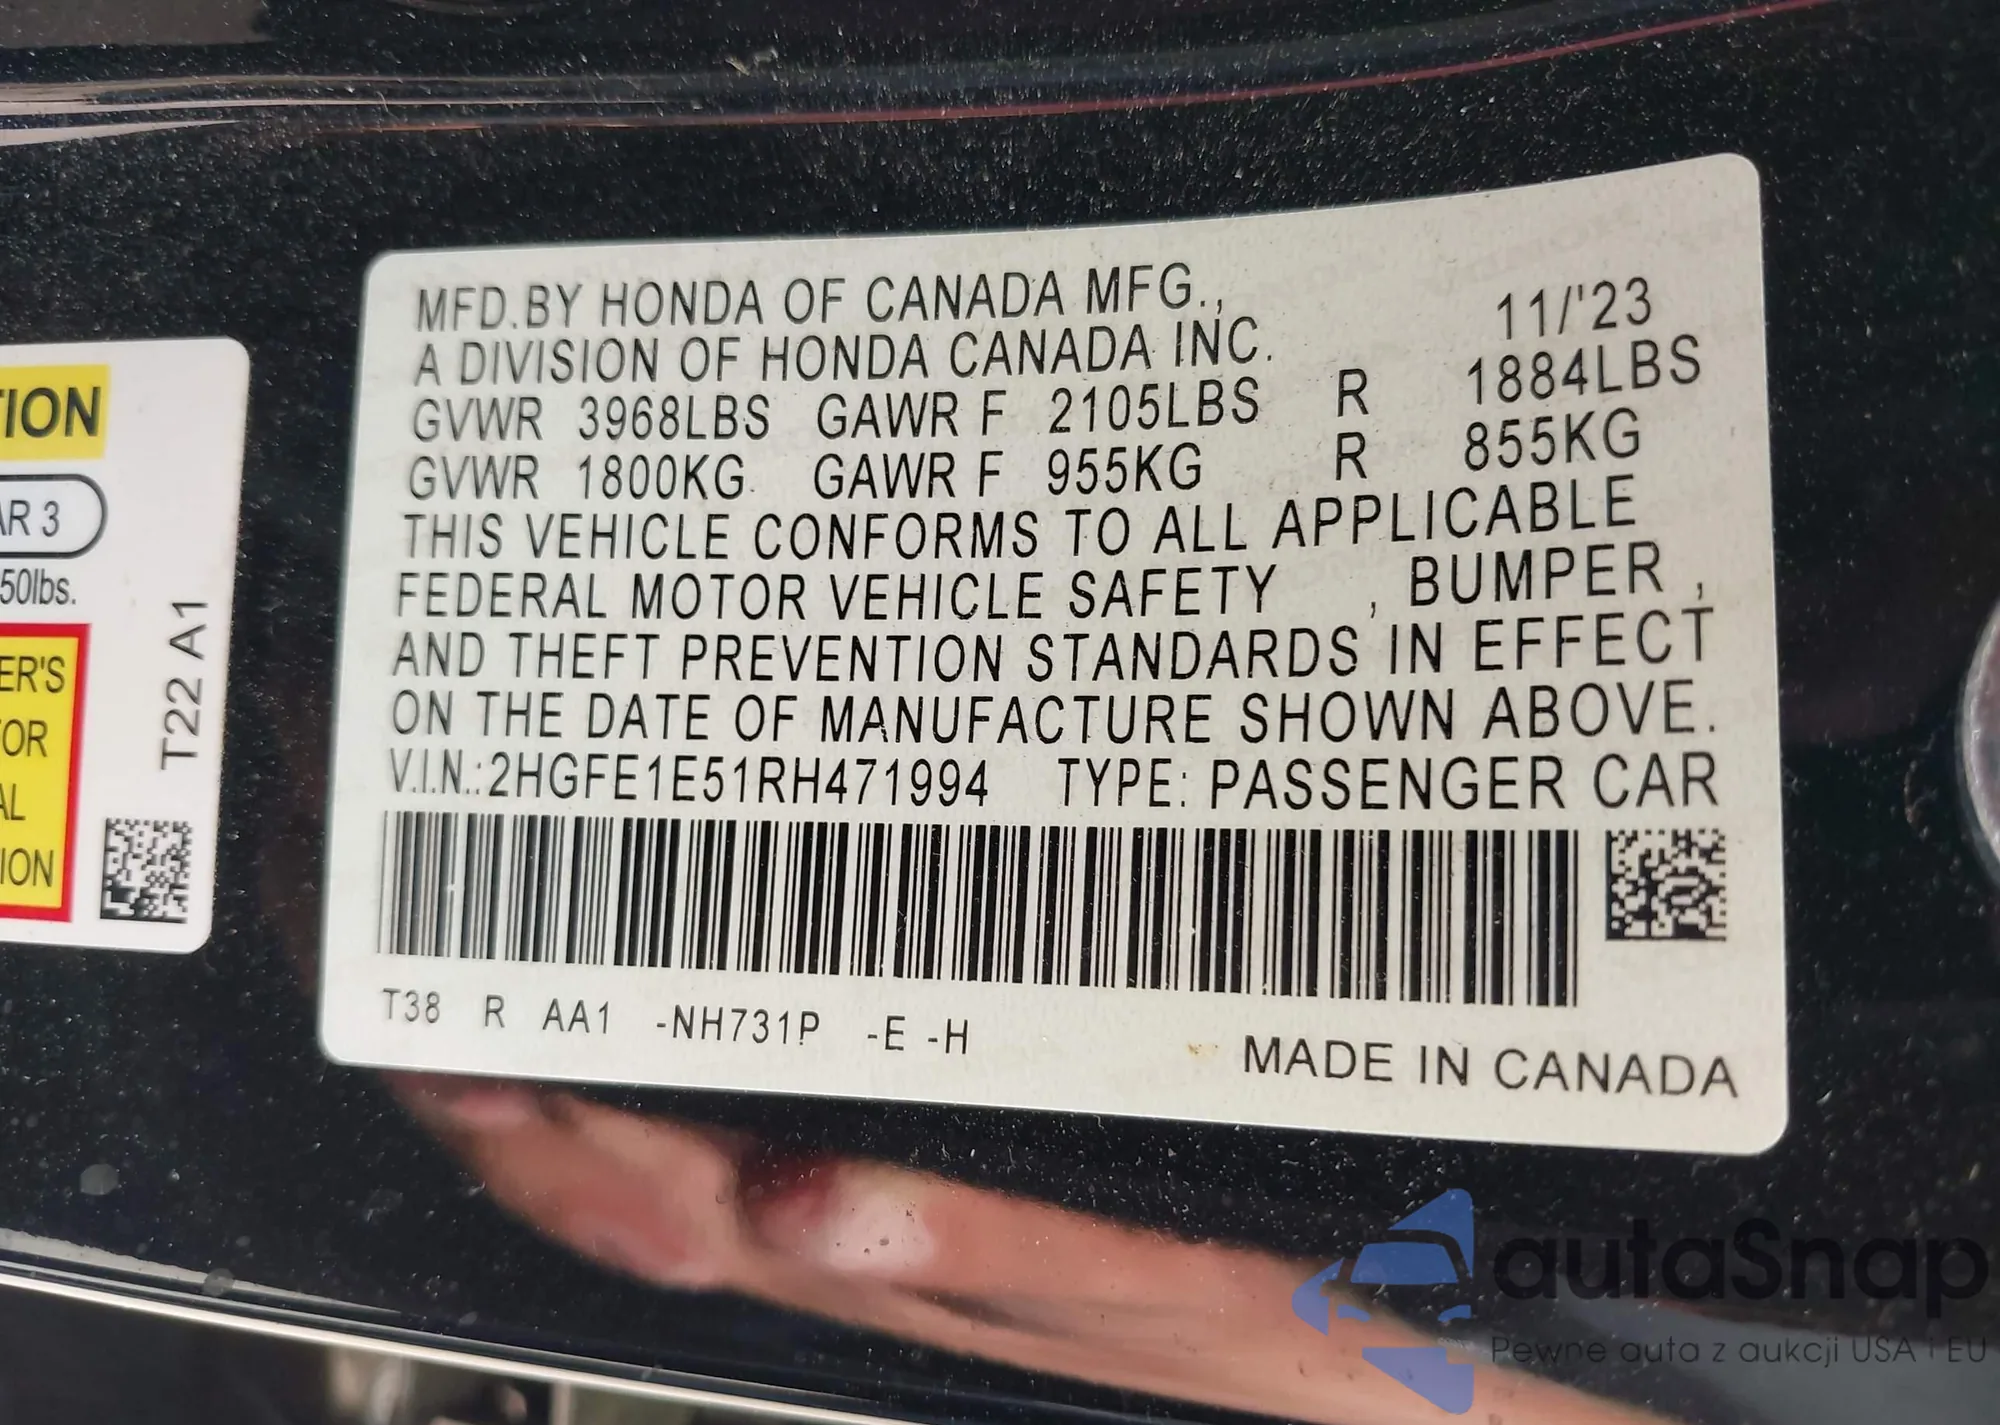 MFD.BY HONDA OF CANADA MFG., 11/'23
A DIVISION OF HONDA CANADA INC.
GVWR 3968LBS GAWR F 2105LBS R 1884LBS
GVWR 1800KG GAWR F 955KG R 855KG
THIS VEHICLE CONFORMS TO ALL APPLICABLE
FEDERAL MOTOR VEHICLE SAFETY , BUMPER ,
AND THEFT PREVENTION STANDARDS IN EFFECT
ON THE DATE OF MANUFACTURE SHOWN ABOVE.
V.I.N.:2HGFE1E51RH471994 TYPE: PASSENGER CAR
T38 R AA1 -NH731P -E -H
MADE IN CANADA
TION
AR 3
50lbs.
ER'S
OR
AL
ION
T22 A1
autaSnap
Pewne auta z aukcji USA i EU